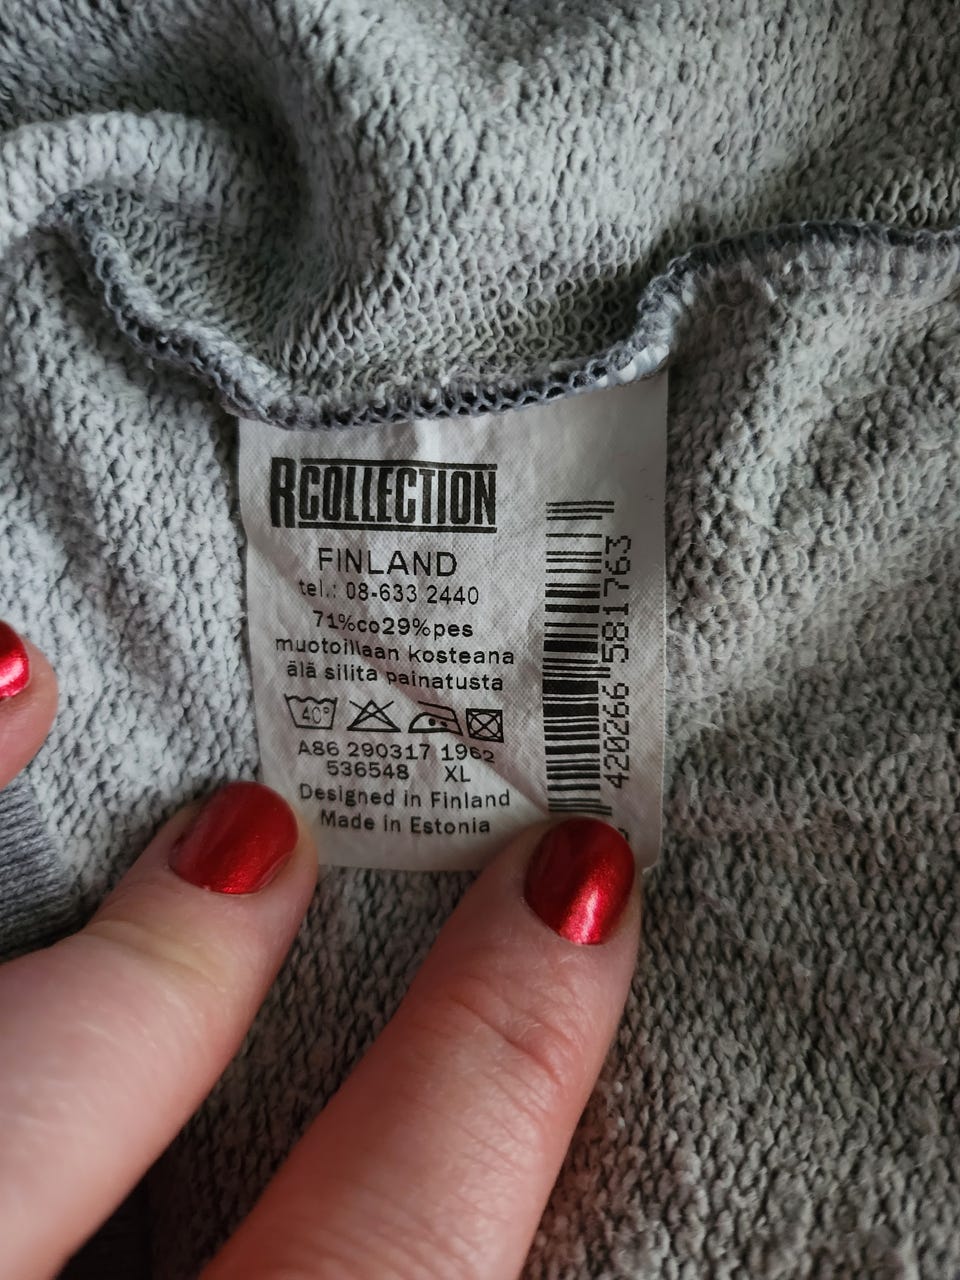 RCOLLECTION
FINLAND
tel.: 08-633 2440
71%co29%pes
muotoillaan kosteana
älä silita painatusta
40°
A86 290317 1962
536548 XL
Designed in Finland
Made in Estonia
420266 581763